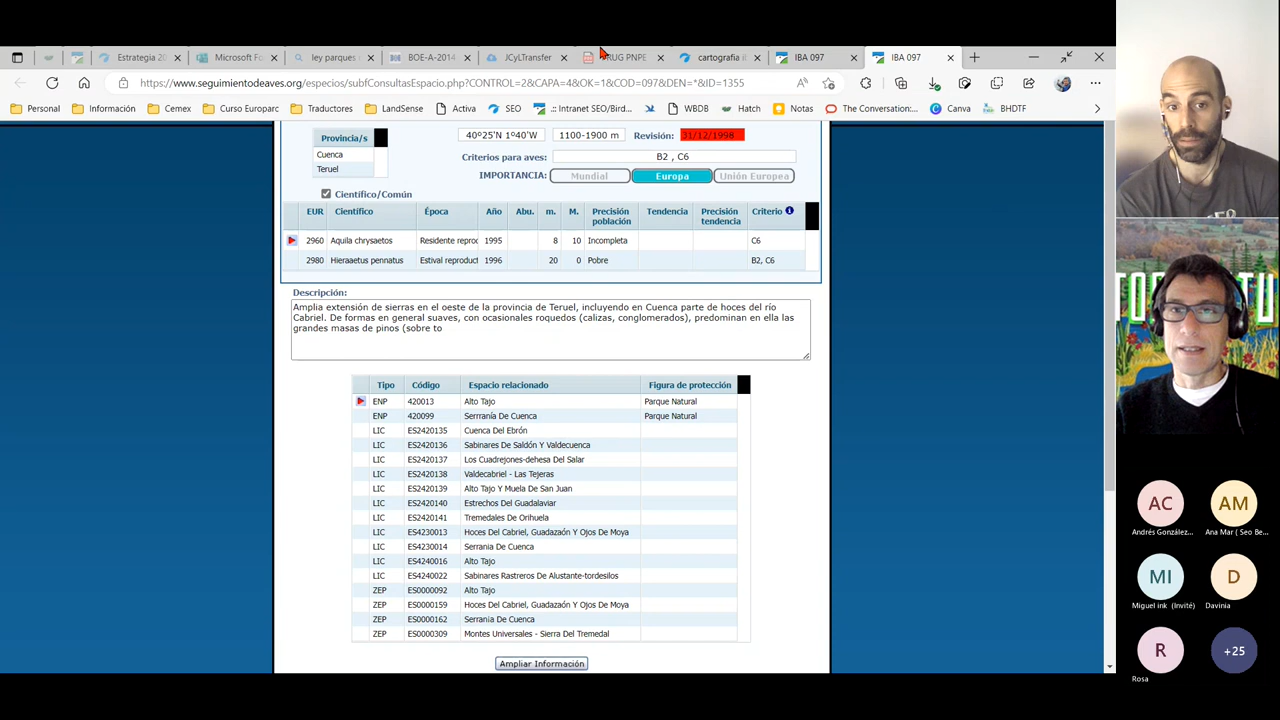 Estrategia 20
Microsoft Fo
ley parques n
BOE-A-2014
JCyLTransfer
RUG PNPE
cartografia il
IBA 097
IBA 097
https://www.seguimientodeaves.org/especies/subfConsultasEspacio.php?CONTROL=2&CAPA=4&OK=1&COD=097&DEN=*&ID=1355
Personal
Información
Cemex
Curso Europarc
Traductores
LandSense
Activa
SEO
.:: Intranet SEO/Bird...
WBDB
Hatch
Notas
The Conversation:...
Canva
BHDTF
Provincia/s
Cuenca
Teruel
40º25'N 1º40'W 1100-1900 m Revisión: 31/12/1998
Criterios para aves: B2 , C6
IMPORTANCIA: Mundial Europa Unión Europea
Científico/Común
EUR Científico Época Año Abu. m. M. Precisión población Tendencia Precisión tendencia Criterio
2960 Aquila chrysaetos Residente reproc 1995 8 10 Incompleta C6
2980 Hieraaetus pennatus Estival reproduct 1996 20 0 Pobre B2, C6
Descripción:
Amplia extensión de sierras en el oeste de la provincia de Teruel, incluyendo en Cuenca parte de hoces del río
Cabriel. De formas en general suaves, con ocasionales roquedos (calizas, conglomerados), predominan en ella las
grandes masas de pinos (sobre to
Tipo Código Espacio relacionado Figura de protección
ENP 420013 Alto Tajo Parque Natural
ENP 420099 Serrranía De Cuenca Parque Natural
LIC ES2420135 Cuenca Del Ebrón
LIC ES2420136 Sabinares De Saldón Y Valdecuenca
LIC ES2420137 Los Cuadrejones-dehesa Del Salar
LIC ES2420138 Valdecabriel - Las Tejeras
LIC ES2420139 Alto Tajo Y Muela De San Juan
LIC ES2420140 Estrechos Del Guadalaviar
LIC ES2420141 Tremedales De Orihuela
LIC ES4230013 Hoces Del Cabriel, Guadazaón Y Ojos De Moya
LIC ES4230014 Serrania De Cuenca
LIC ES4240016 Alto Tajo
LIC ES4240022 Sabinares Rastreros De Alustante-tordesilos
ZEP ES0000092 Alto Tajo
ZEP ES0000159 Hoces Del Cabriel, Guadazaón Y Ojos De Moya
ZEP ES0000162 Serrania De Cuenca
ZEP ES0000309 Montes Universales - Sierra Del Tremedal
Ampliar Información
AC
Andrés González...
AM
Ana Mar ( Seo Be...
MI
Miguel ink (Invité)
D
Davinia
R
Rosa
+25